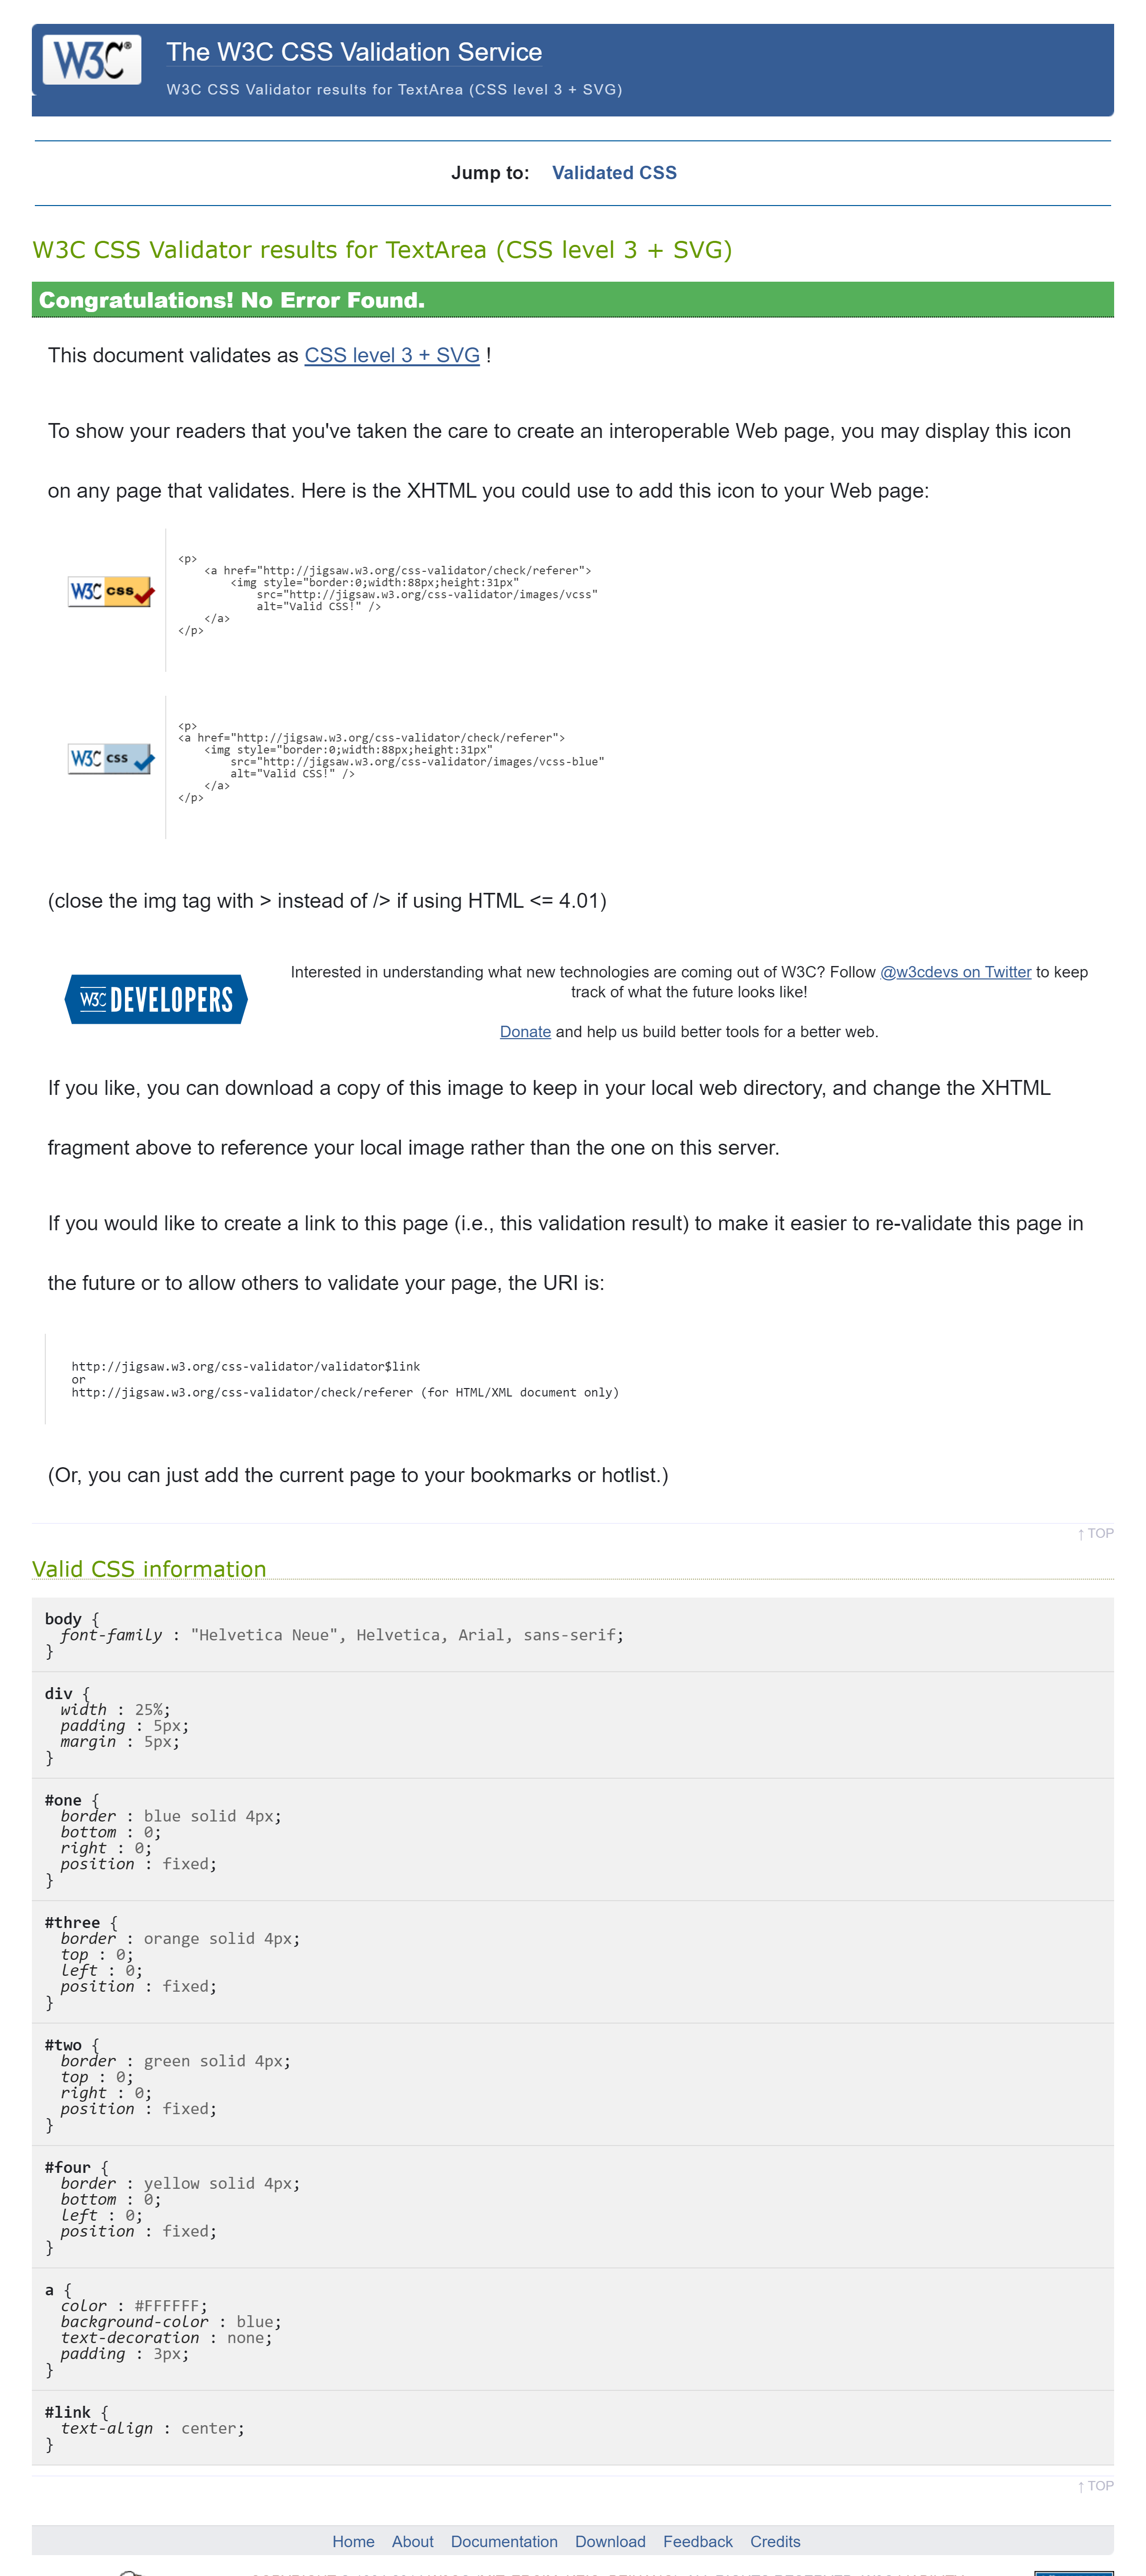 W3C®
The W3C CSS Validation Service
W3C CSS Validator results for TextArea (CSS level 3 + SVG)
Jump to: Validated CSS
W3C CSS Validator results for TextArea (CSS level 3 + SVG)
Congratulations! No Error Found.
This document validates as CSS level 3 + SVG !
To show your readers that you've taken the care to create an interoperable Web page, you may display this icon
on any page that validates. Here is the XHTML you could use to add this icon to your Web page:
W3C css
<p>
    <a href="http://jigsaw.w3.org/css-validator/check/referer">
        <img style="border:0;width:88px;height:31px"
            src="http://jigsaw.w3.org/css-validator/images/vcss"
            alt="Valid CSS!" />
    </a>
</p>
W3C css
<p>
<a href="http://jigsaw.w3.org/css-validator/check/referer">
    <img style="border:0;width:88px;height:31px"
        src="http://jigsaw.w3.org/css-validator/images/vcss-blue"
        alt="Valid CSS!" />
    </a>
</p>
(close the img tag with > instead of /> if using HTML <= 4.01)
W3C DEVELOPERS
Interested in understanding what new technologies are coming out of W3C? Follow @w3cdevs on Twitter to keep
track of what the future looks like!
Donate and help us build better tools for a better web.
If you like, you can download a copy of this image to keep in your local web directory, and change the XHTML
fragment above to reference your local image rather than the one on this server.
If you would like to create a link to this page (i.e., this validation result) to make it easier to re-validate this page in
the future or to allow others to validate your page, the URI is:
http://jigsaw.w3.org/css-validator/validator$link
or
http://jigsaw.w3.org/css-validator/check/referer (for HTML/XML document only)
(Or, you can just add the current page to your bookmarks or hotlist.)
↑ TOP
Valid CSS information
body {
  font-family : "Helvetica Neue", Helvetica, Arial, sans-serif;
}
div {
  width : 25%;
  padding : 5px;
  margin : 5px;
}
#one {
  border : blue solid 4px;
  bottom : 0;
  right : 0;
  position : fixed;
}
#three {
  border : orange solid 4px;
  top : 0;
  left : 0;
  position : fixed;
}
#two {
  border : green solid 4px;
  top : 0;
  right : 0;
  position : fixed;
}
#four {
  border : yellow solid 4px;
  bottom : 0;
  left : 0;
  position : fixed;
}
a {
  color : #FFFFFF;
  background-color : blue;
  text-decoration : none;
  padding : 3px;
}
#link {
  text-align : center;
}
↑ TOP
Home About Documentation Download Feedback Credits